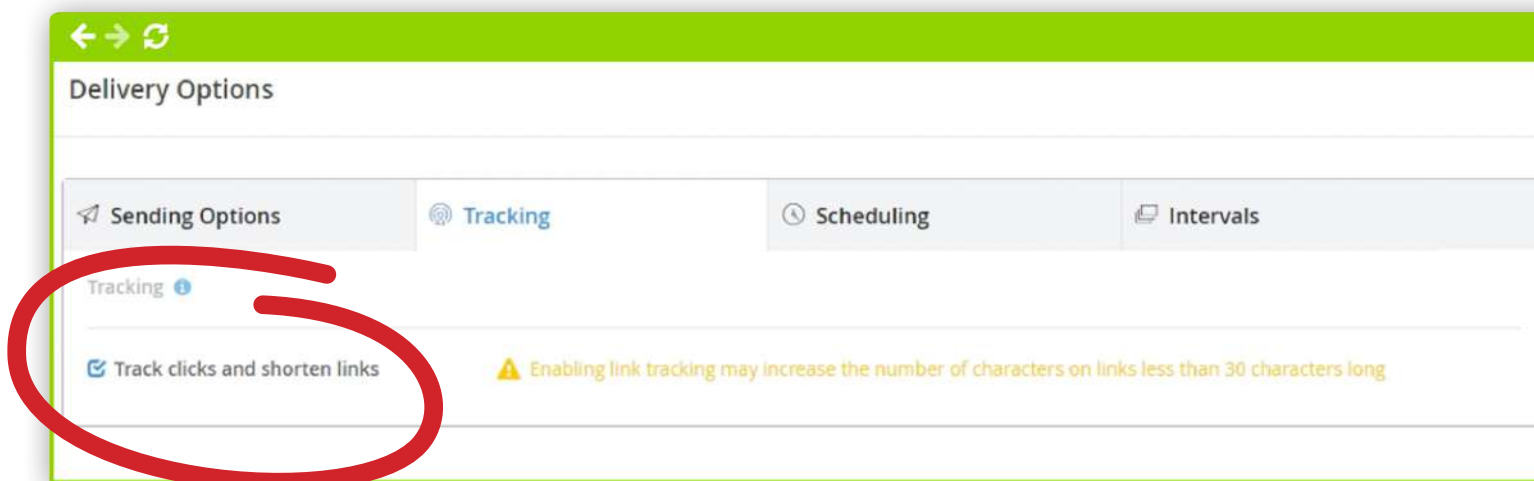 Delivery Options
Sending Options Tracking Scheduling Intervals
Tracking
Track clicks and shorten links Enabling link tracking may increase the number of characters on links less than 30 characters long